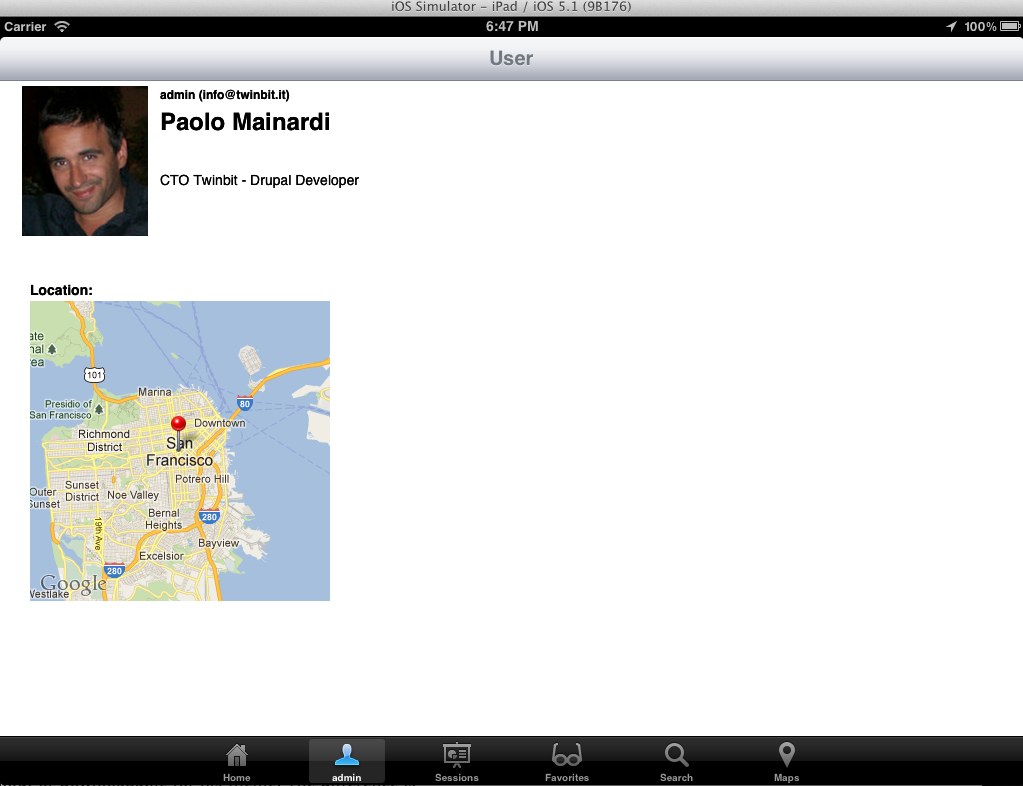 iOS Simulator - iPad / iOS 5.1 (9B176)
Carrier 6:47 PM 100%
User
admin (info@twinbit.it)
Paolo Mainardi
CTO Twinbit - Drupal Developer
Location:
ate
nal
ea
101
Marina
80
Presidio of
San Francisco
Downtown
Richmond
District
San
Francisco
Potrero Hill
Outer
Sunset
Sunset
District
Noe Valley
Bernal
Heights
280
19th Ave
Bayview
Excelsior
280
Google
Westlake
Home admin Sessions Favorites Search Maps